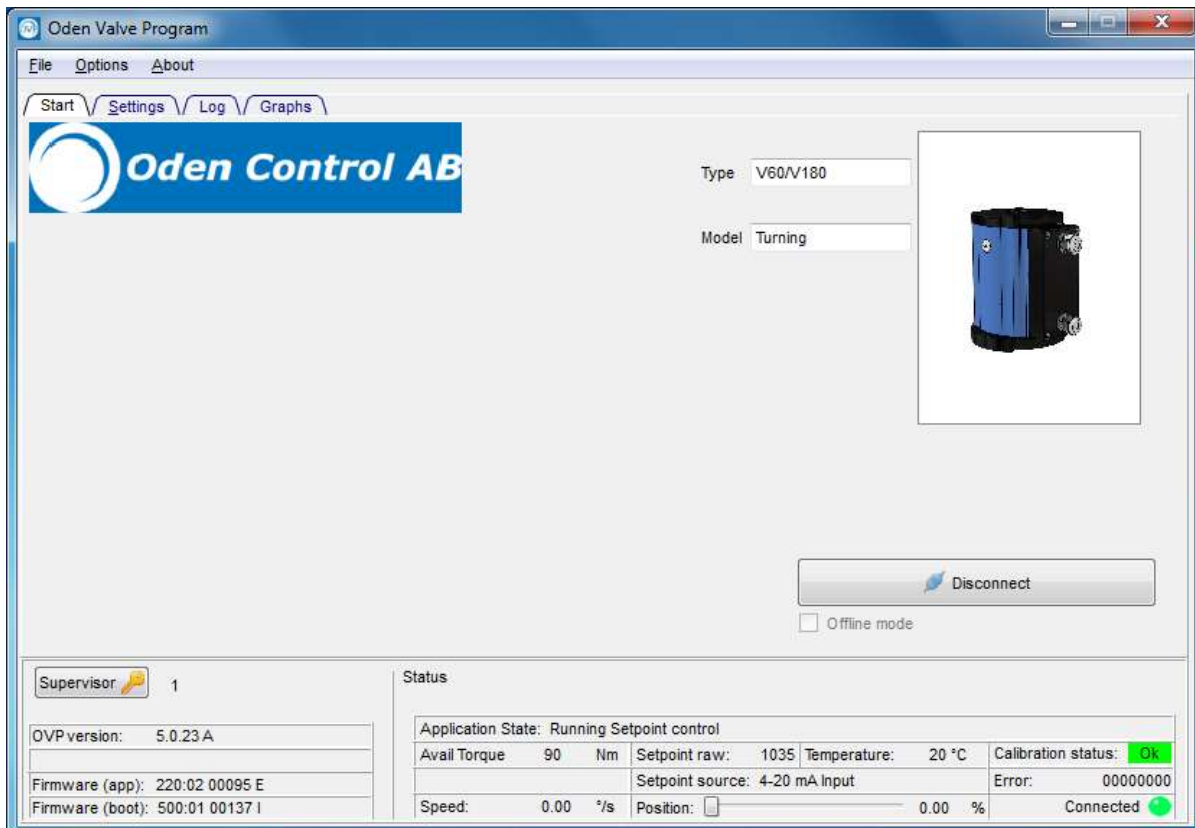 Oden Valve Program
File Options About
Start Settings Log Graphs
Oden Control AB
Type V60/V180
Model Turning
Disconnect
Offline mode
Supervisor 1
Status
OVP version: 5.0.23 A
Firmware (app): 220:02 00095 E
Firmware (boot): 500:01 00137 I
Application State: Running Setpoint control
Avail Torque 90 Nm Setpoint raw: 1035 Temperature: 20 °C Calibration status: Ok
Setpoint source: 4-20 mA Input Error: 00000000
Speed: 0.00 °/s Position: 0.00 % Connected